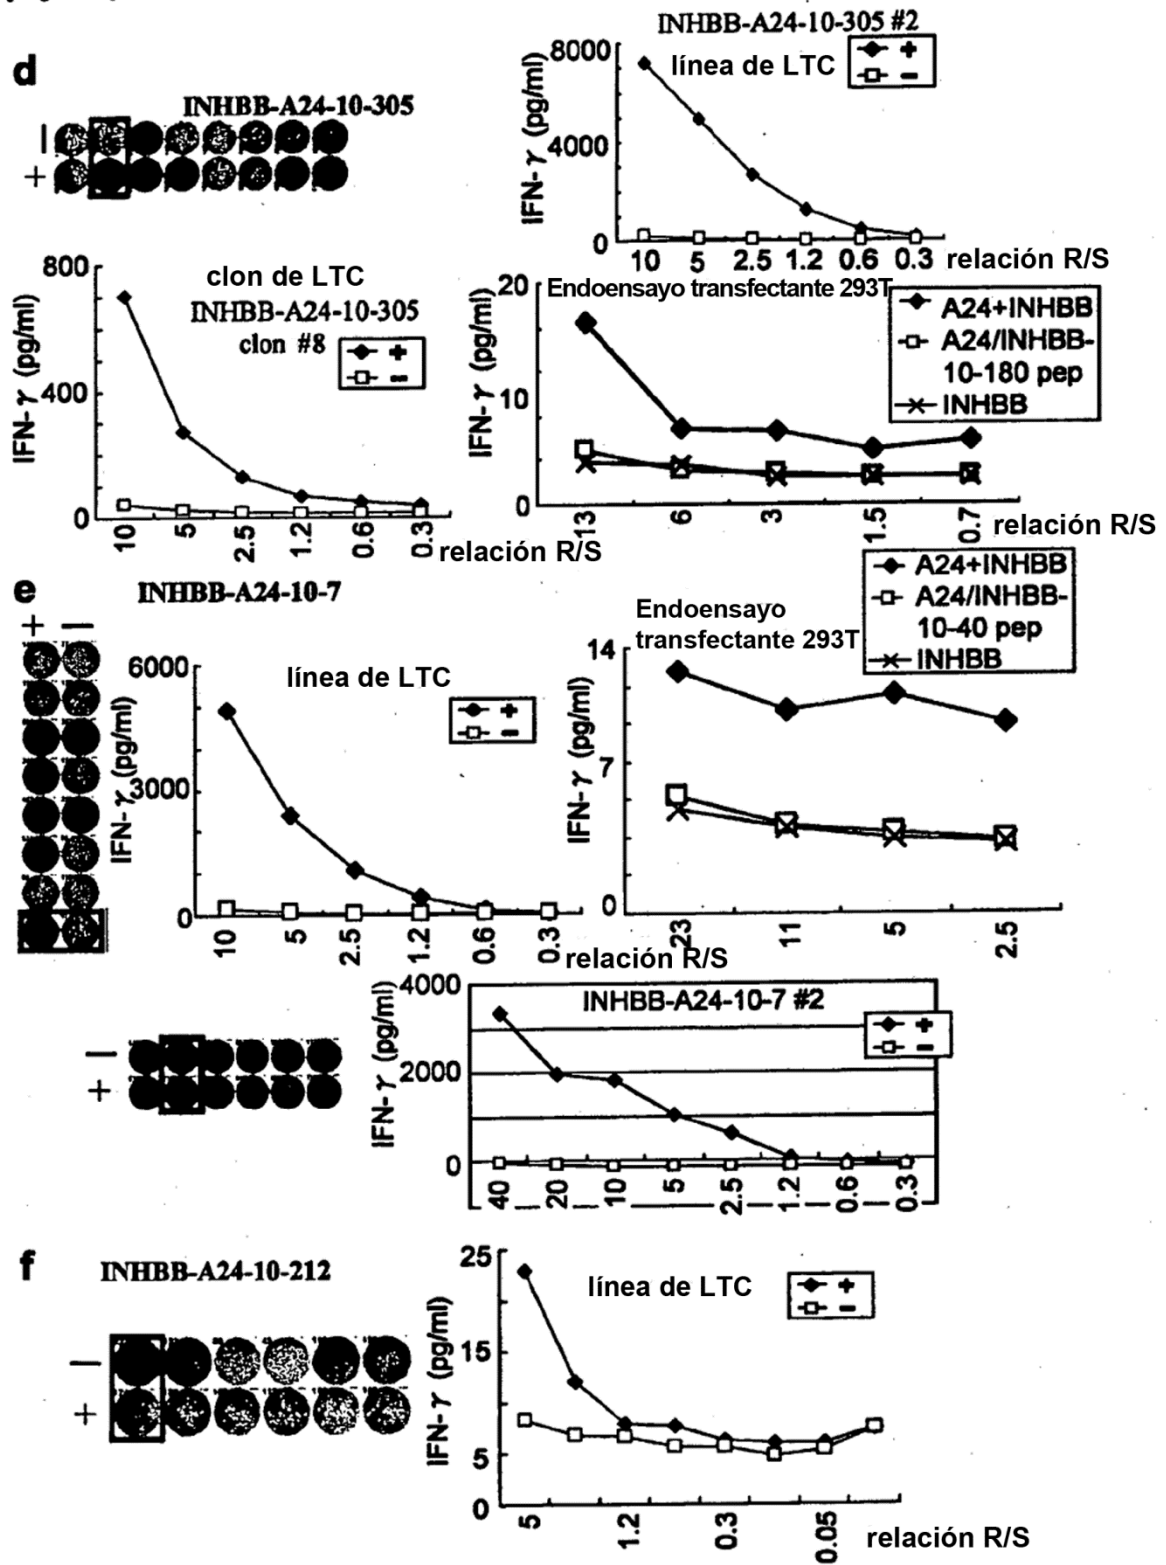 d
INHBB-A24-10-305
−
+
INHBB-A24-10-305 #2
línea de LTC
+
−
IFN-γ (pg/ml)
8000
4000
0
10 5 2.5 1.2 0.6 0.3
relación R/S
clon de LTC
INHBB-A24-10-305
clon #8
+
−
IFN-γ (pg/ml)
800
400
0
10 5 2.5 1.2 0.6 0.3
relación R/S
Endoensayo transfectante 293T
A24+INHBB
A24/INHBB-
10-180 pep
INHBB
IFN-γ (pg/ml)
20
10
0
13 6 3 1.5 0.7
relación R/S
e
INHBB-A24-10-7
+ −
línea de LTC
+
−
IFN-γ (pg/ml)
6000
3000
0
10 5 2.5 1.2 0.6 0.3
relación R/S
Endoensayo
transfectante 293T
A24+INHBB
A24/INHBB-
10-40 pep
INHBB
IFN-γ (pg/ml)
14
7
0
23 11 5 2.5
−
+
INHBB-A24-10-7 #2
+
−
IFN-γ (pg/ml)
4000
2000
0
40 20 10 5 2.5 1.2 0.6 0.3
f
INHBB-A24-10-212
−
+
línea de LTC
+
−
IFN-γ (pg/ml)
25
15
5
0
5 1.2 0.3 0.05
relación R/S